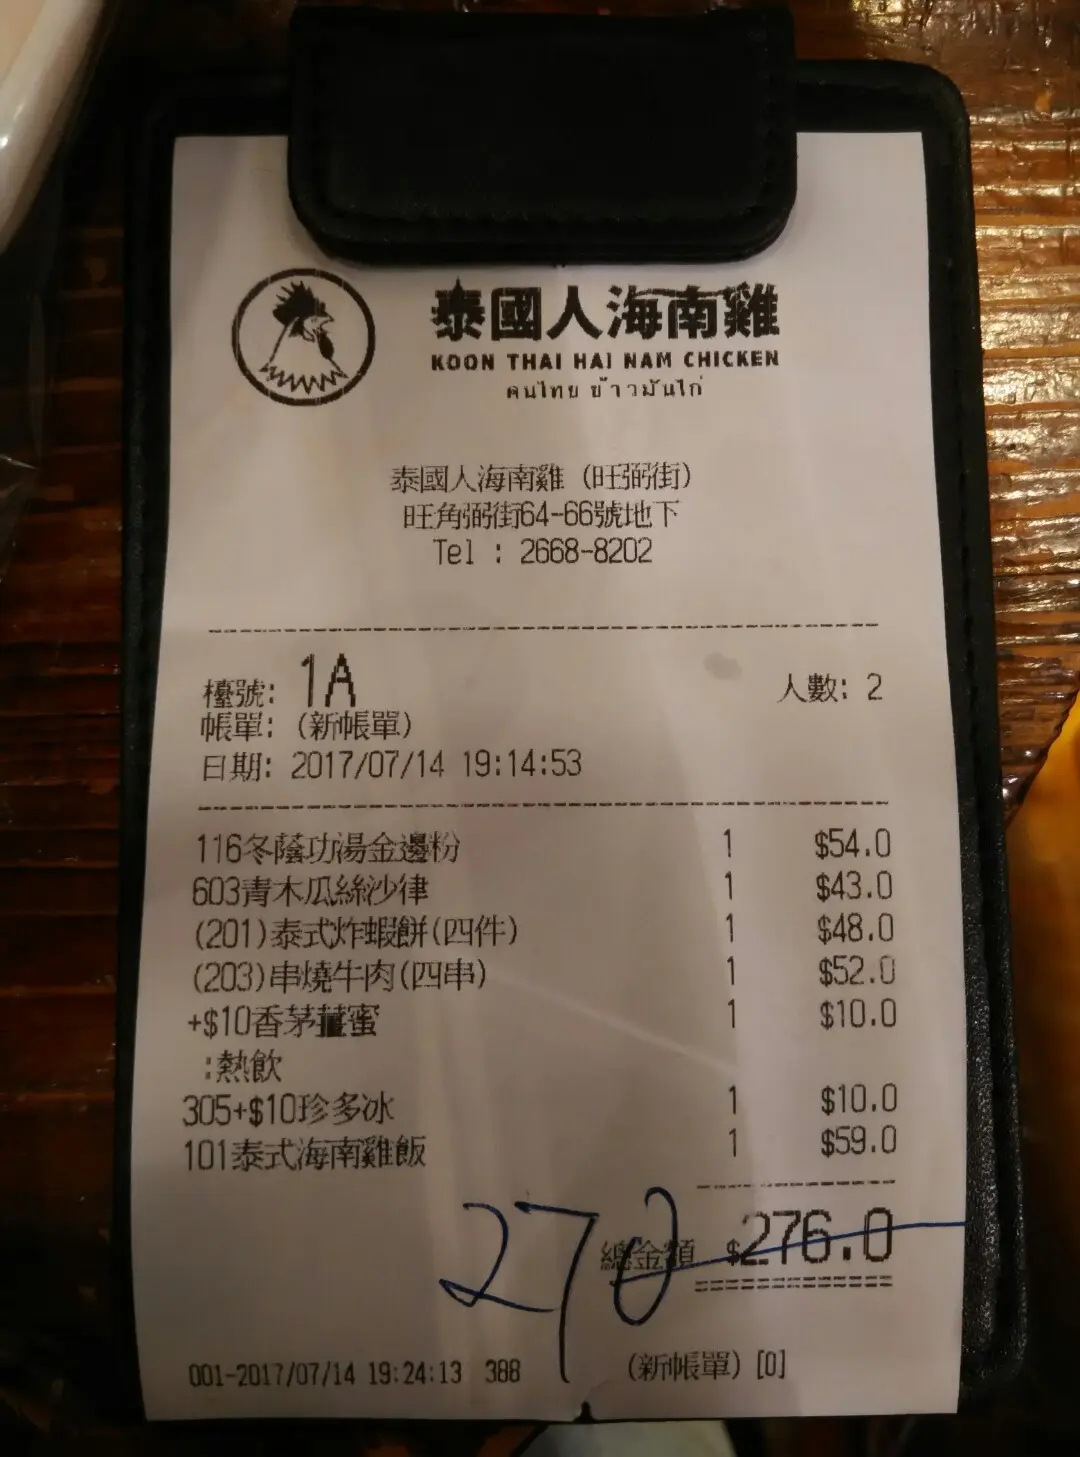 泰國人海南雞
KOON THAI HAI NAM CHICKEN
คนไทย ข้าวมันไก่
泰國人海南雞 (旺弼街)
旺角弼街64-66號地下
Tel : 2668-8202
檯號: 1A 人數: 2
帳單: (新帳單)
日期: 2017/07/14 19:14:53
116冬蔭功湯金邊粉 1 $54.0
603青木瓜絲沙律 1 $43.0
(201)泰式炸蝦餅(四件) 1 $48.0
(203)串燒牛肉(四串) 1 $52.0
+$10香茅薑蜜 1 $10.0
:熱飲
305+$10珍多冰 1 $10.0
101泰式海南雞飯 1 $59.0
270 總金額 $276.0
001-2017/07/14 19:24:13 388 (新帳單) [0]